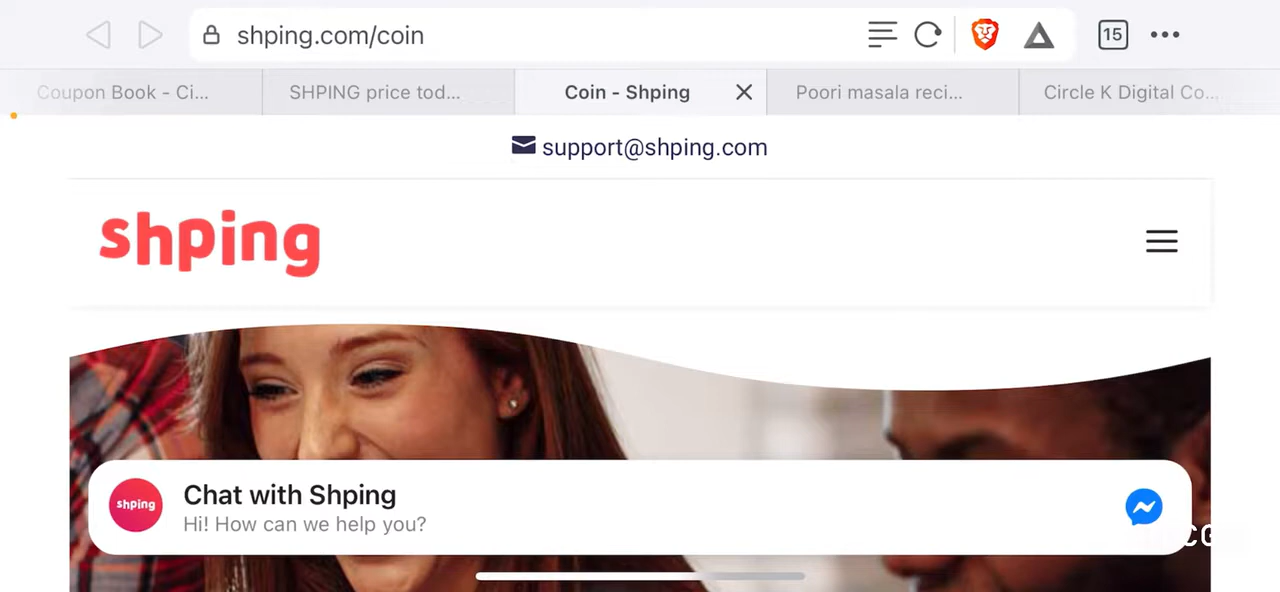 shping.com/coin
15
Coupon Book - Ci...
SHPING price tod...
Coin - Shping
Poori masala reci...
Circle K Digital Co...
support@shping.com
shping
shping
Chat with Shping
Hi! How can we help you?